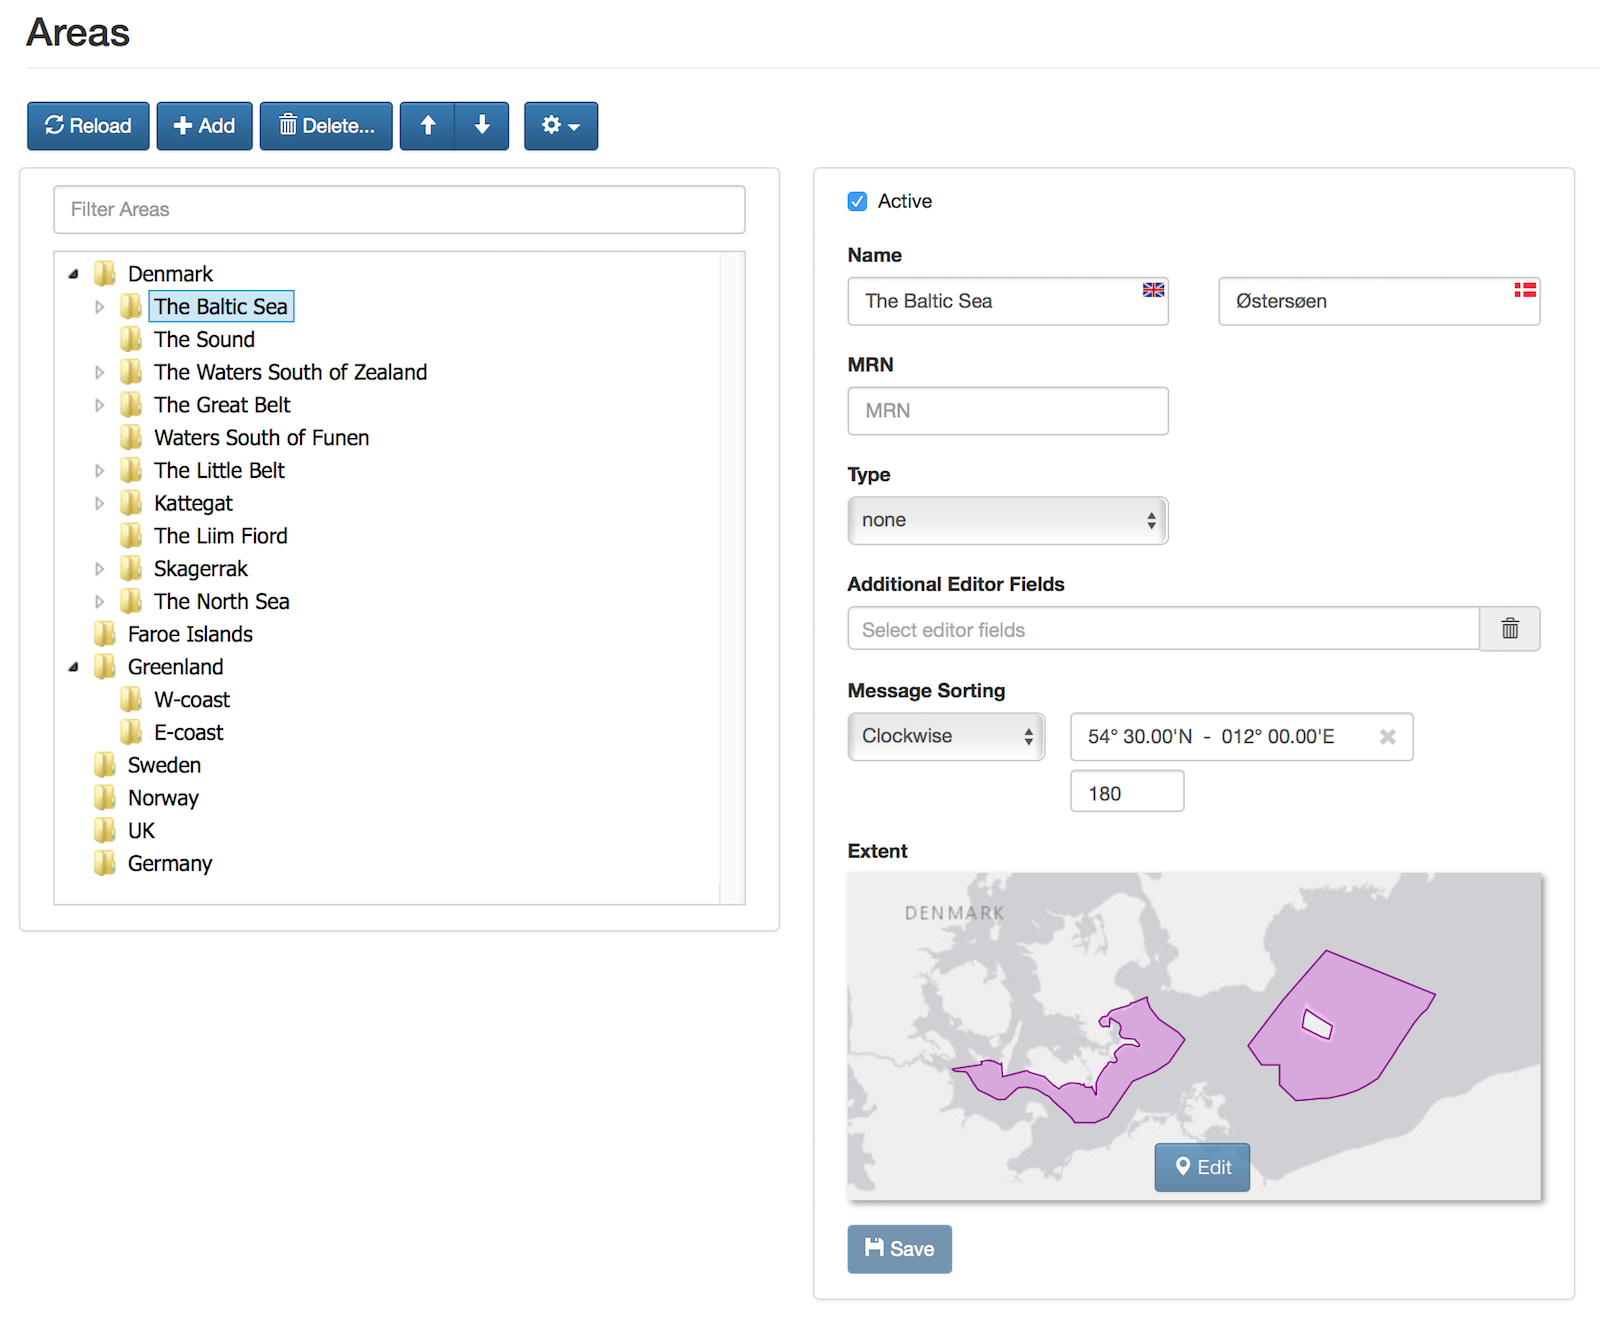 Areas
Reload Add Delete...
Filter Areas
Denmark
The Baltic Sea
The Sound
The Waters South of Zealand
The Great Belt
Waters South of Funen
The Little Belt
Kattegat
The Liim Fiord
Skagerrak
The North Sea
Faroe Islands
Greenland
W-coast
E-coast
Sweden
Norway
UK
Germany
Active
Name
The Baltic Sea Østersøen
MRN
MRN
Type
none
Additional Editor Fields
Select editor fields
Message Sorting
Clockwise 54° 30.00'N - 012° 00.00'E
180
Extent
DENMARK
Edit
Save